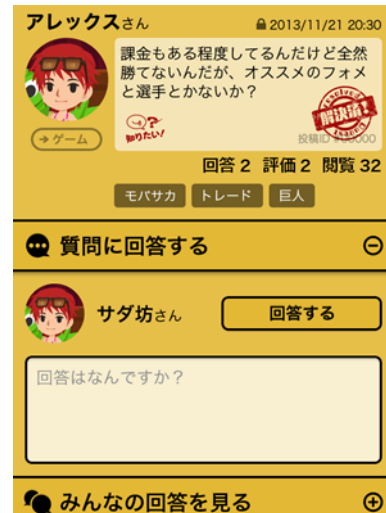 アレックスさん
2013/11/21 20:30
課金もある程度してるんだけど全然
勝てないんだが、オススメのフォメ
と選手とかないか？
知りたい!
resolved
解決済!
ゲーム
回答 2 評価 2 閲覧 32
モバサカ トレード 巨人
質問に回答する
サダ坊さん
回答する
回答はなんですか？
みんなの回答を見る